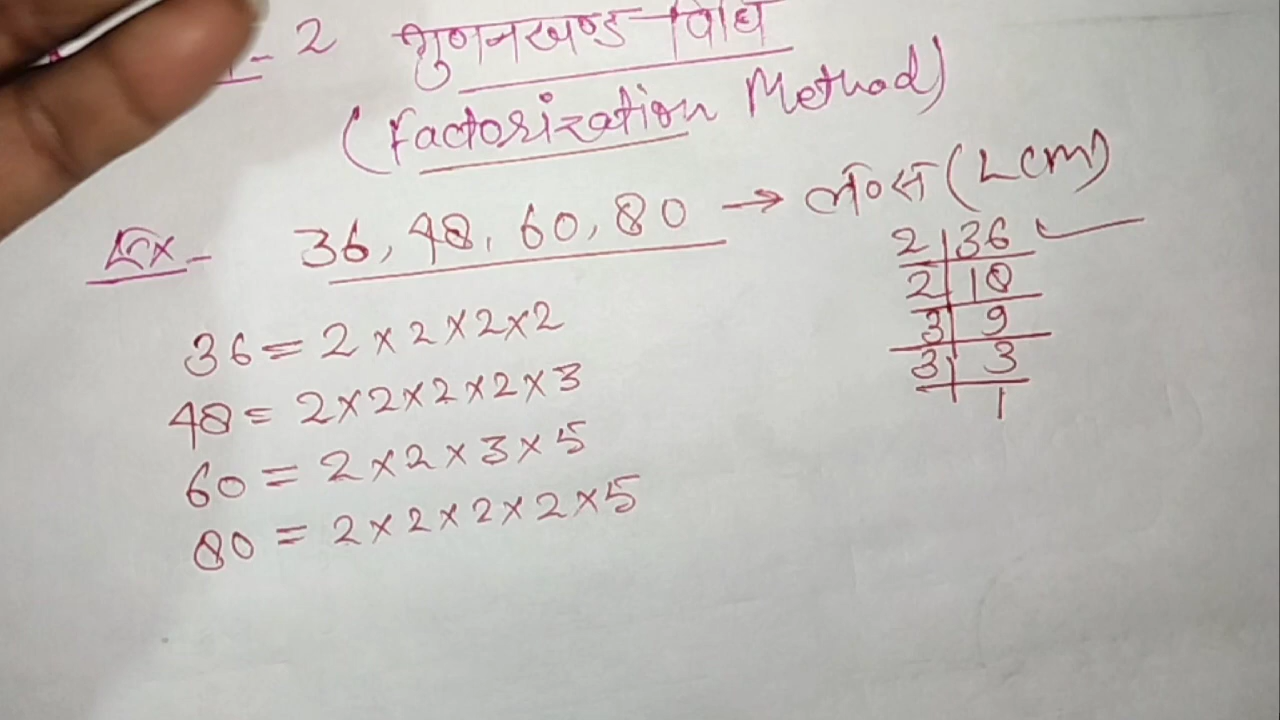 - 2 गुणनखण्ड विधि
(Factorization Method)
Ex - 36, 48, 60, 80 → ल०स (LCM)
36 = 2 × 2 × 2 × 2
48 = 2 × 2 × 2 × 2 × 3
60 = 2 × 2 × 3 × 5
80 = 2 × 2 × 2 × 2 × 5
2 | 36
2 | 18
3 | 9
3 | 3
1